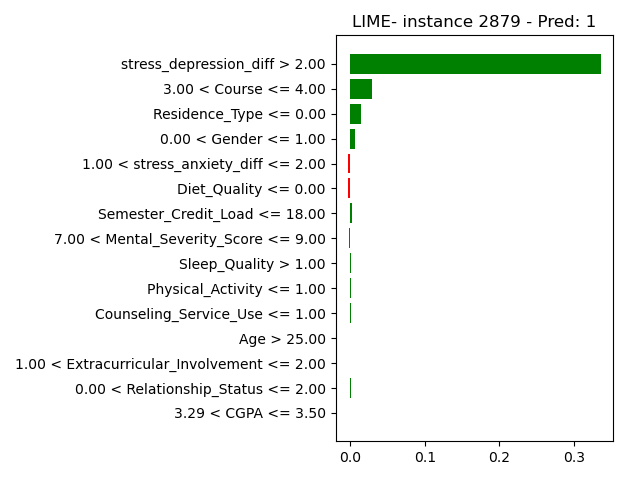 LIME- instance 2879 - Pred: 1
stress_depression_diff > 2.00
3.00 < Course <= 4.00
Residence_Type <= 0.00
0.00 < Gender <= 1.00
1.00 < stress_anxiety_diff <= 2.00
Diet_Quality <= 0.00
Semester_Credit_Load <= 18.00
7.00 < Mental_Severity_Score <= 9.00
Sleep_Quality > 1.00
Physical_Activity <= 1.00
Counseling_Service_Use <= 1.00
Age > 25.00
1.00 < Extracurricular_Involvement <= 2.00
0.00 < Relationship_Status <= 2.00
3.29 < CGPA <= 3.50
0.0 0.1 0.2 0.3